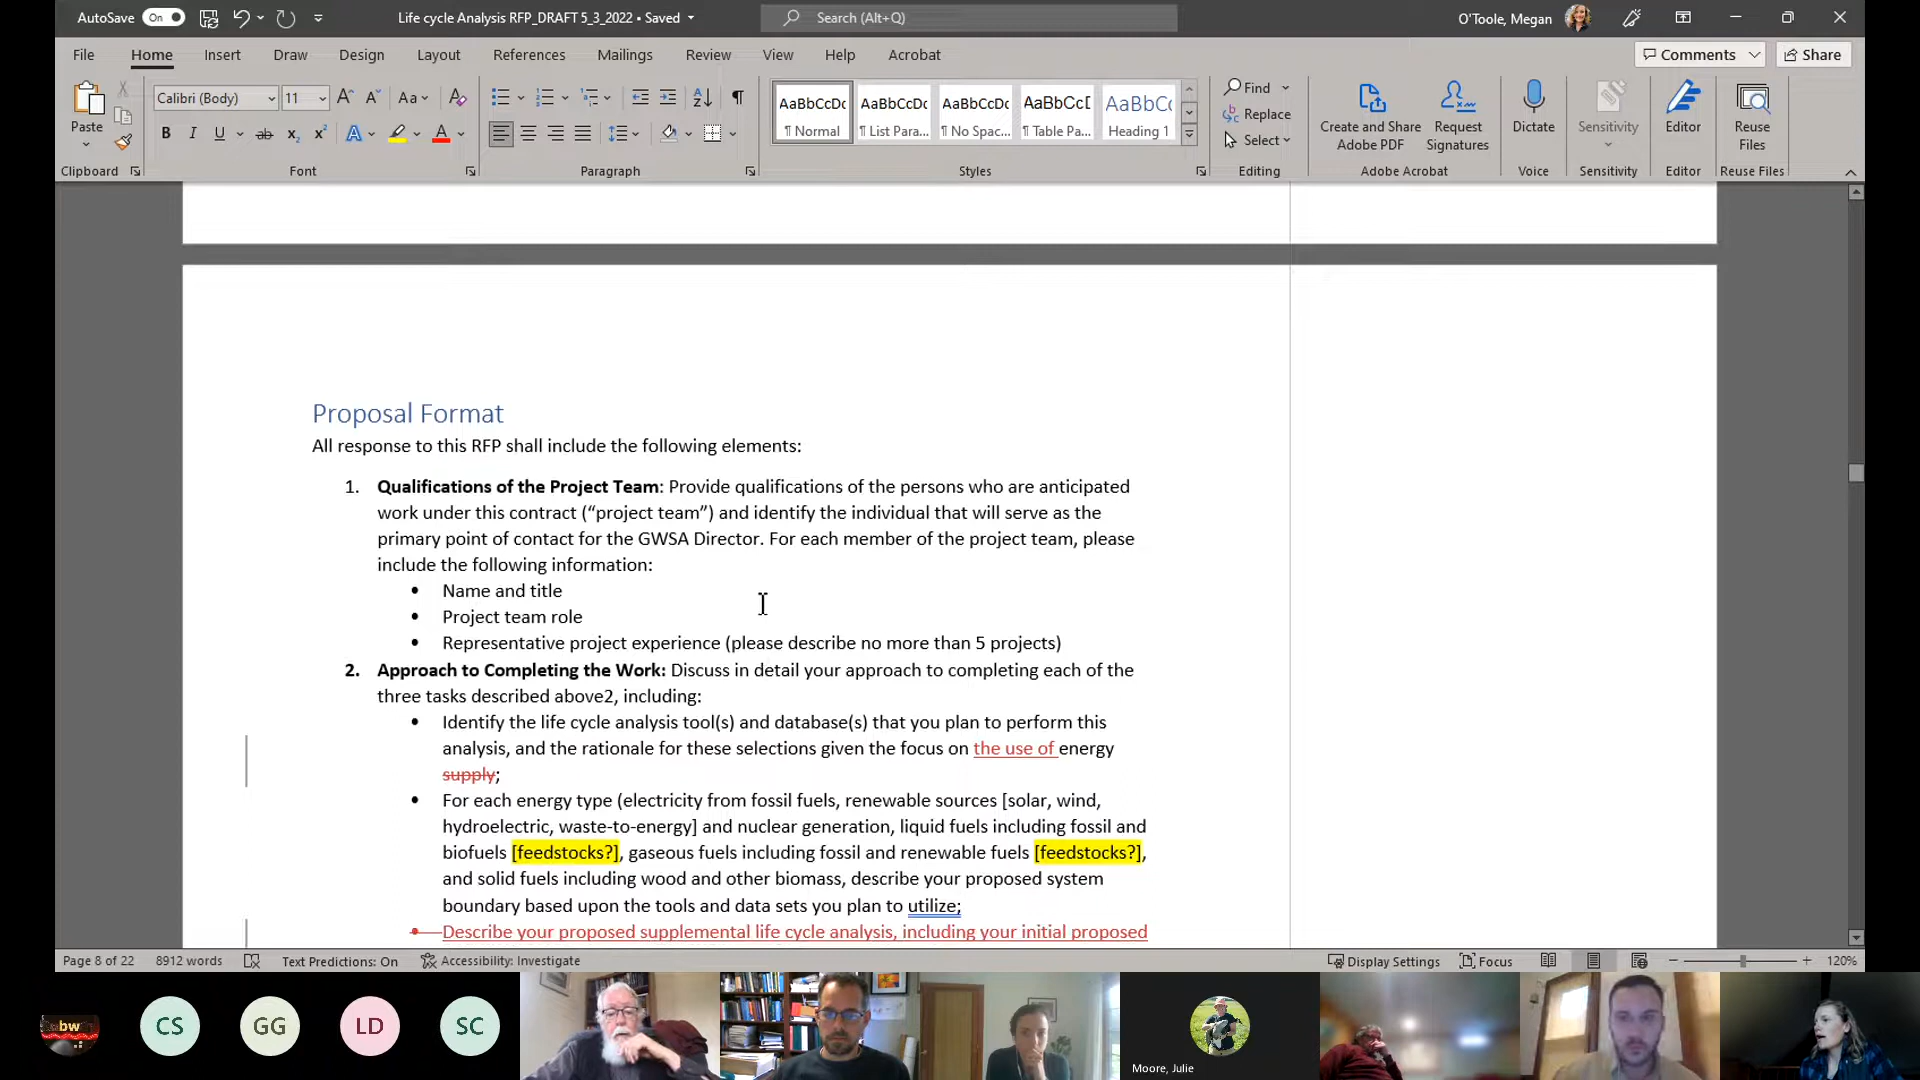 AutoSave On Life cycle Analysis RFP_DRAFT 5_3_2022 • Saved Search (Alt+Q) O'Toole, Megan
File Home Insert Draw Design Layout References Mailings Review View Help Acrobat Comments Share
Paste Calibri (Body) 11 Aa AaBbCcDc AaBbCcDc AaBbCcDc AaBbCcD AaBbCc Find Create and Share Request Dictate Sensitivity Editor Reuse
B I U ab x₂ x² A A ¶ Normal ¶ List Para... ¶ No Spac... ¶ Table Pa... Heading 1 Replace Adobe PDF Signatures Files
Select
Clipboard Font Paragraph Styles Editing Adobe Acrobat Voice Sensitivity Editor Reuse Files
Proposal Format
All response to this RFP shall include the following elements:
1. Qualifications of the Project Team: Provide qualifications of the persons who are anticipated
work under this contract (“project team”) and identify the individual that will serve as the
primary point of contact for the GWSA Director. For each member of the project team, please
include the following information:
• Name and title
• Project team role
• Representative project experience (please describe no more than 5 projects)
2. Approach to Completing the Work: Discuss in detail your approach to completing each of the
three tasks described above2, including:
• Identify the life cycle analysis tool(s) and database(s) that you plan to perform this
analysis, and the rationale for these selections given the focus on the use of energy
supply;
• For each energy type (electricity from fossil fuels, renewable sources [solar, wind,
hydroelectric, waste-to-energy] and nuclear generation, liquid fuels including fossil and
biofuels [feedstocks?], gaseous fuels including fossil and renewable fuels [feedstocks?],
and solid fuels including wood and other biomass, describe your proposed system
boundary based upon the tools and data sets you plan to utilize;
• Describe your proposed supplemental life cycle analysis, including your initial proposed
Page 8 of 22 8912 words Text Predictions: On Accessibility: Investigate Display Settings Focus 120%
bw CS GG LD SC
Moore, Julie